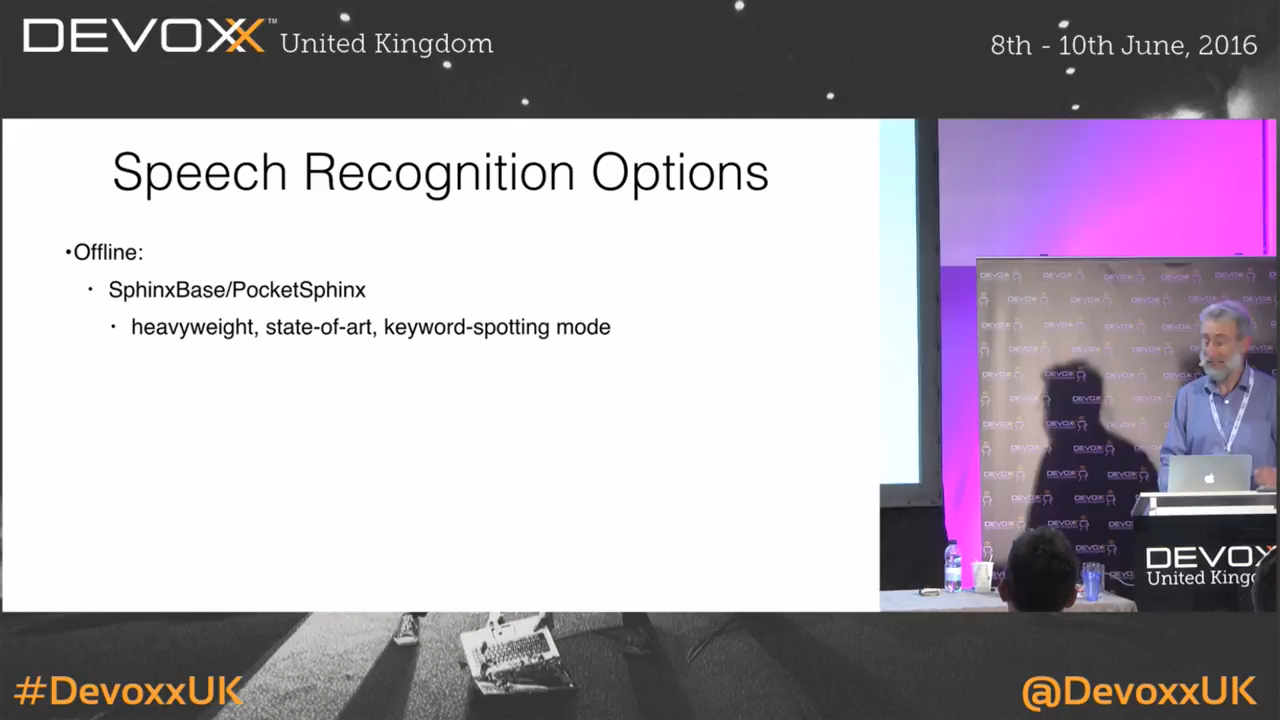 DEVOXX™ United Kingdom
8th - 10th June, 2016
Speech Recognition Options
•Offline:
• SphinxBase/PocketSphinx
• heavyweight, state-of-art, keyword-spotting mode
DEVOXX
United Kingdo
#DevoxxUK
@DevoxxUK